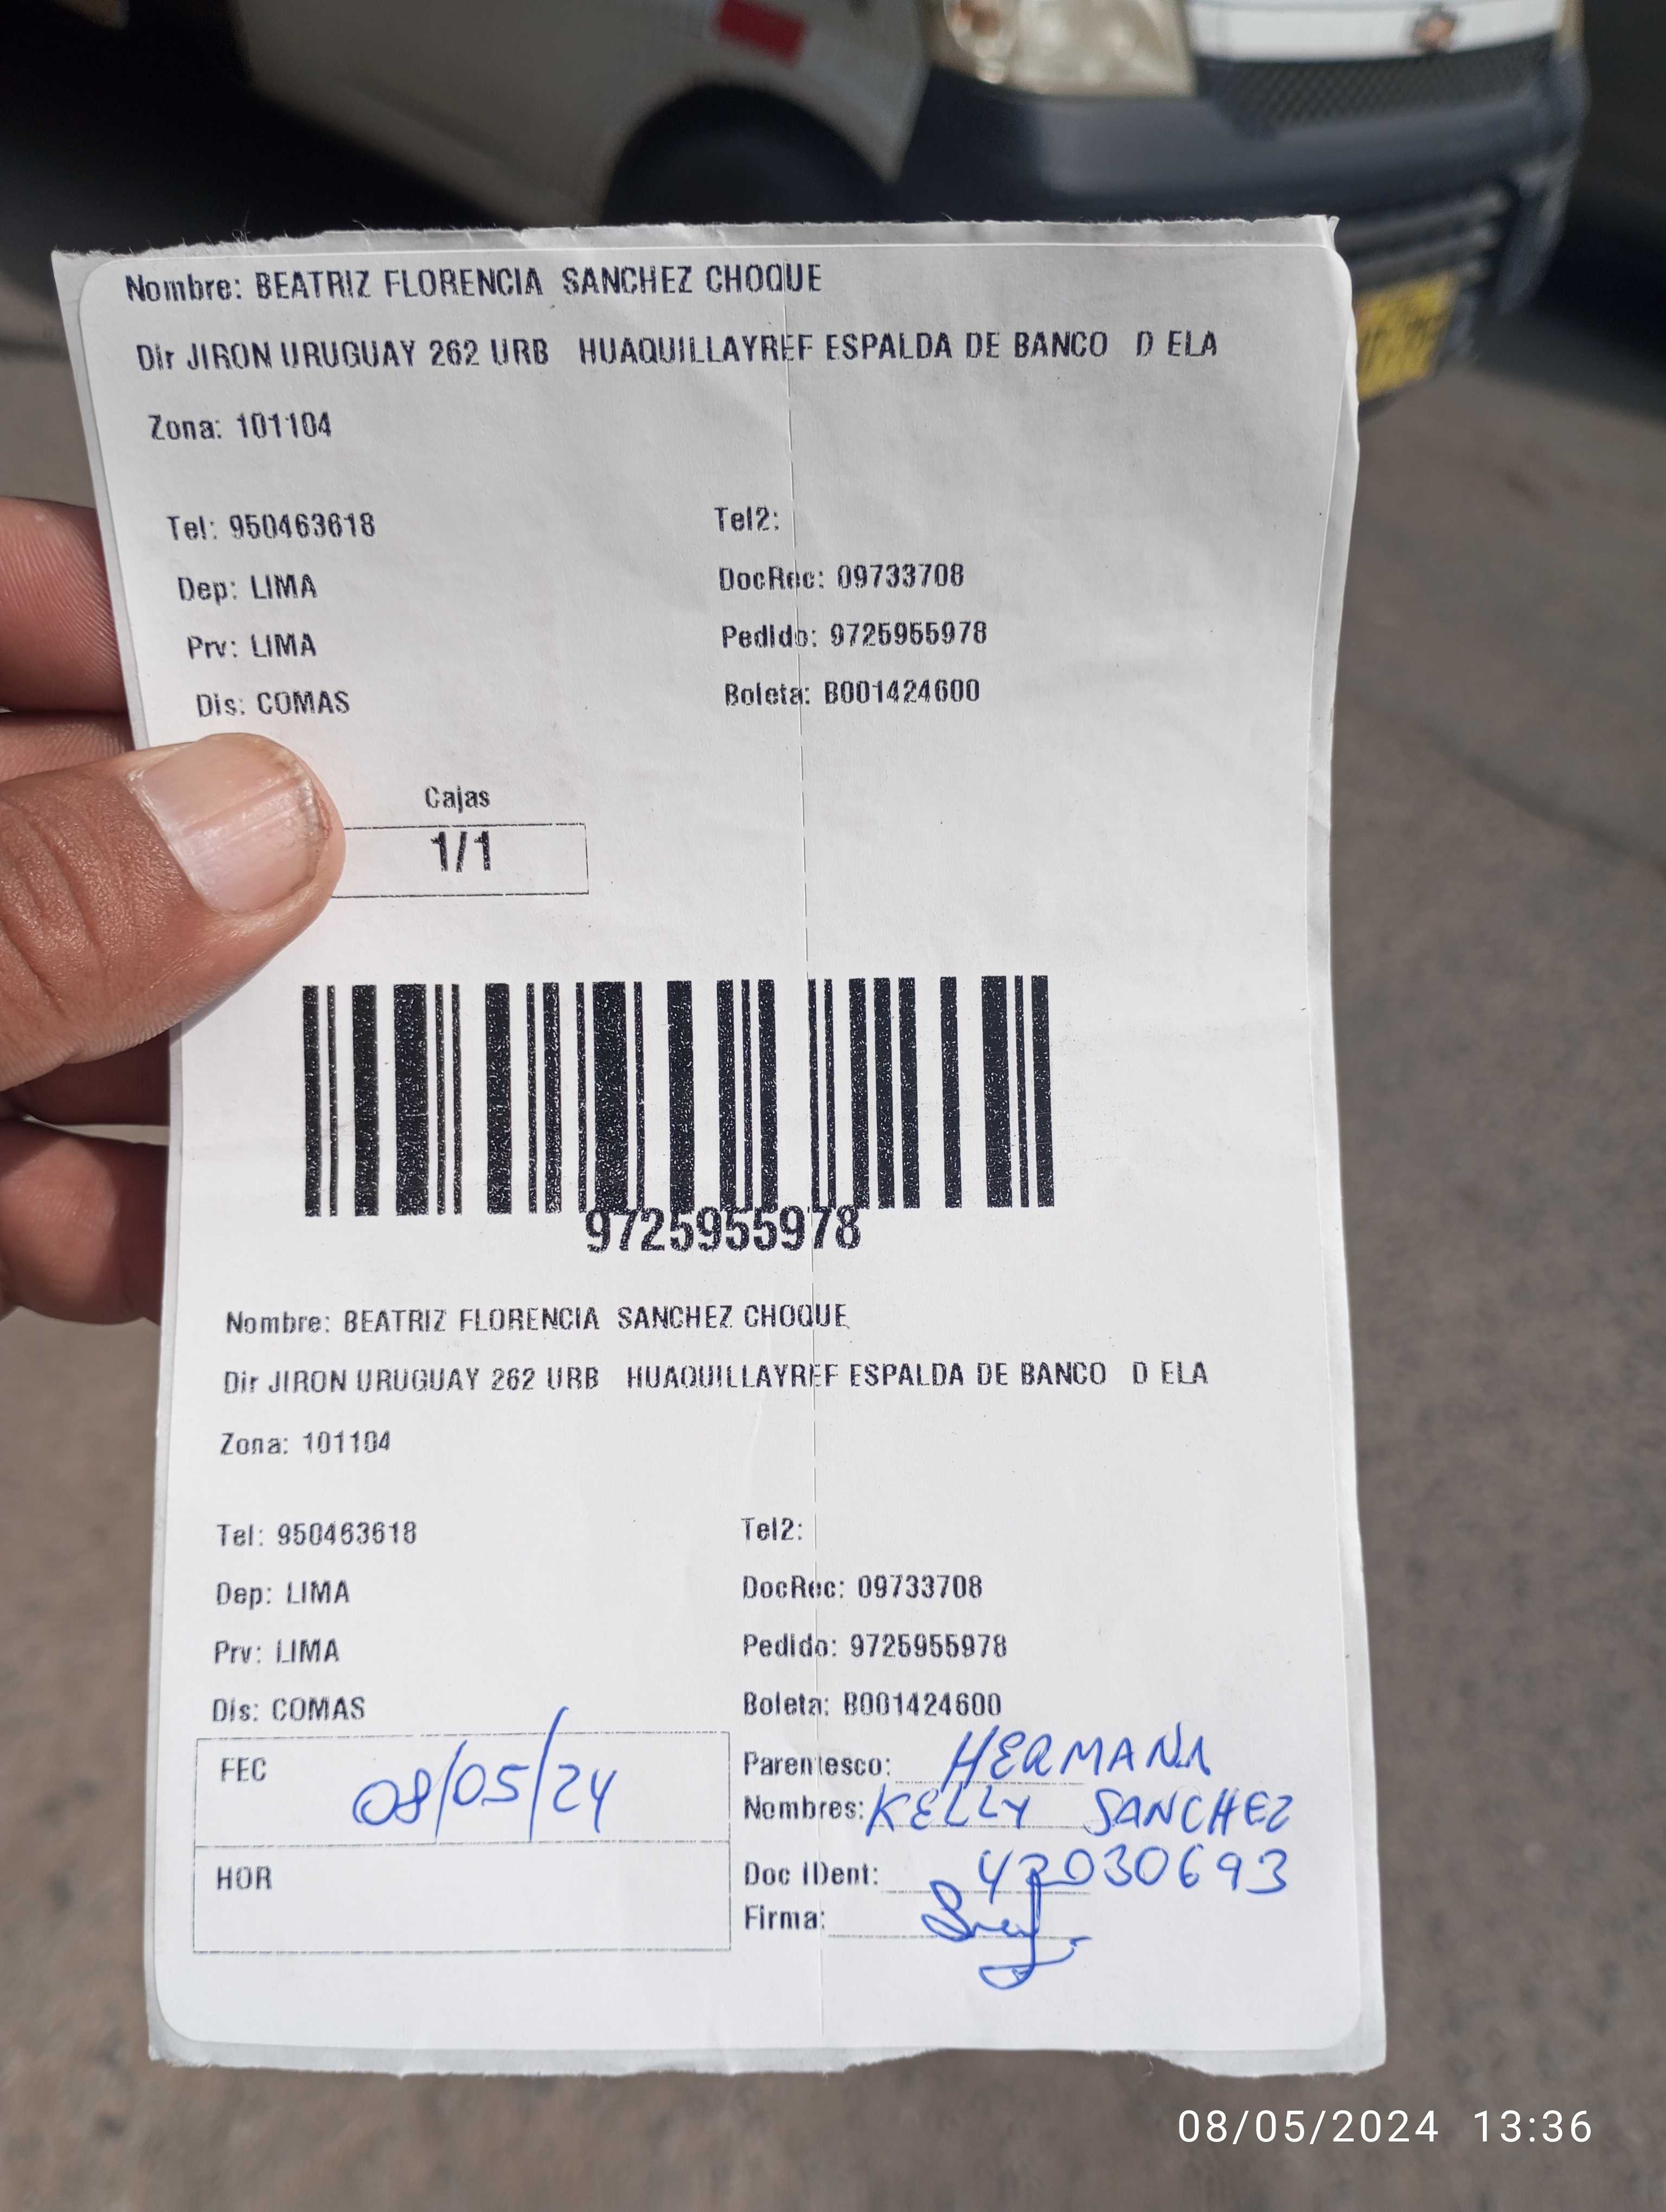 Nombre: BEATRIZ FLORENCIA SANCHEZ CHOQUE
Dir JIRON URUGUAY 262 URB HUAQUILLAYREF ESPALDA DE BANCO D ELA
Zona: 101104
Tel: 950463618 Tel2:
Dep: LIMA DocRec: 09733708
Prv: LIMA Pedido: 9725955978
Dis: COMAS Boleta: B001424600
Cajas
1/1
9725955978
Nombre: BEATRIZ FLORENCIA SANCHEZ CHOQUE
Dir JIRON URUGUAY 262 URB HUAQUILLAYREF ESPALDA DE BANCO D ELA
Zona: 101104
Tel: 950463618 Tel2:
Dep: LIMA DocRec: 09733708
Prv: LIMA Pedido: 9725955978
Dis: COMAS Boleta: B001424600
FEC 08/05/24 Parentesco: HERMANA
Nombres: KELLY SANCHEZ
HOR Doc IDent:
Firma:
08/05/2024 13:36